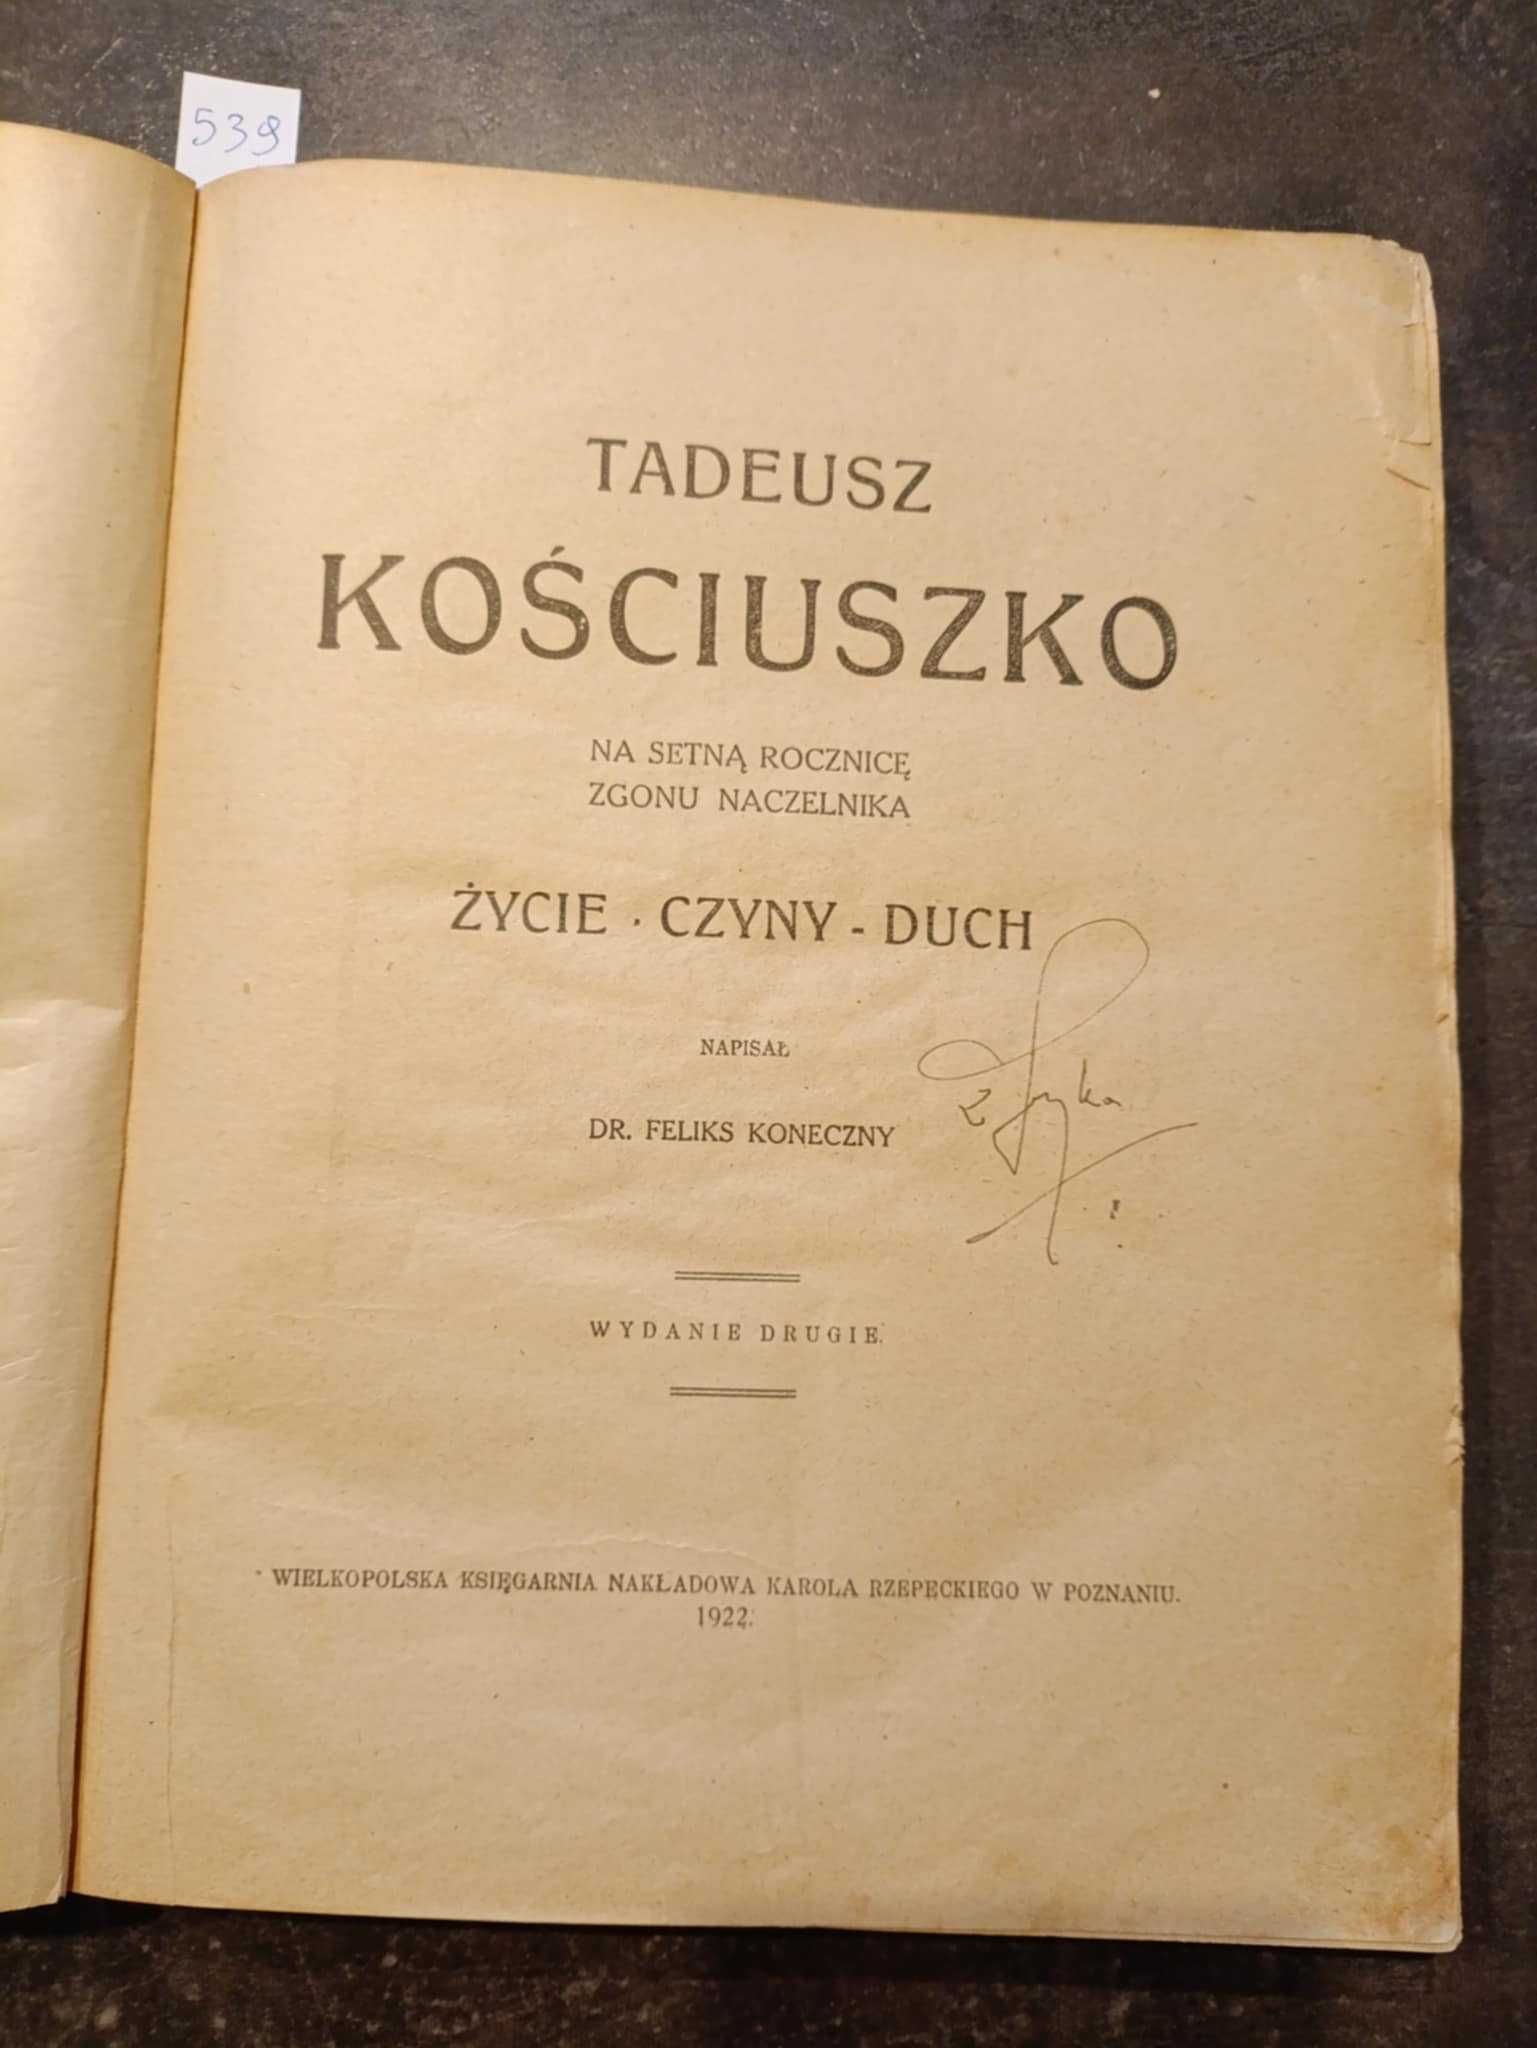 539
TADEUSZ
KOŚCIUSZKO
NA SETNĄ ROCZNICĘ
ZGONU NACZELNIKA
ŻYCIE · CZYNY - DUCH
NAPISAŁ
DR. FELIKS KONECZNY
WYDANIE DRUGIE.
WIELKOPOLSKA KSIĘGARNIA NAKŁADOWA KAROLA RZEPECKIEGO W POZNANIU.
1922.